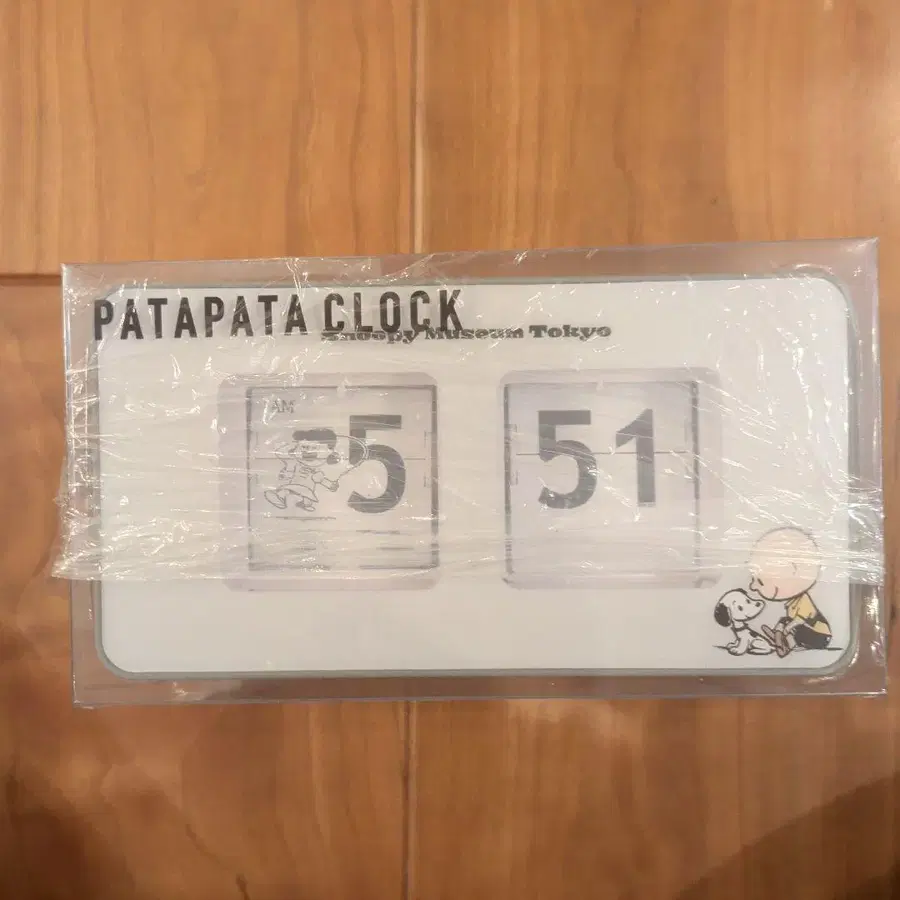 PATAPATA CLOCK
Snoopy Museum Tokyo
AM
5 51